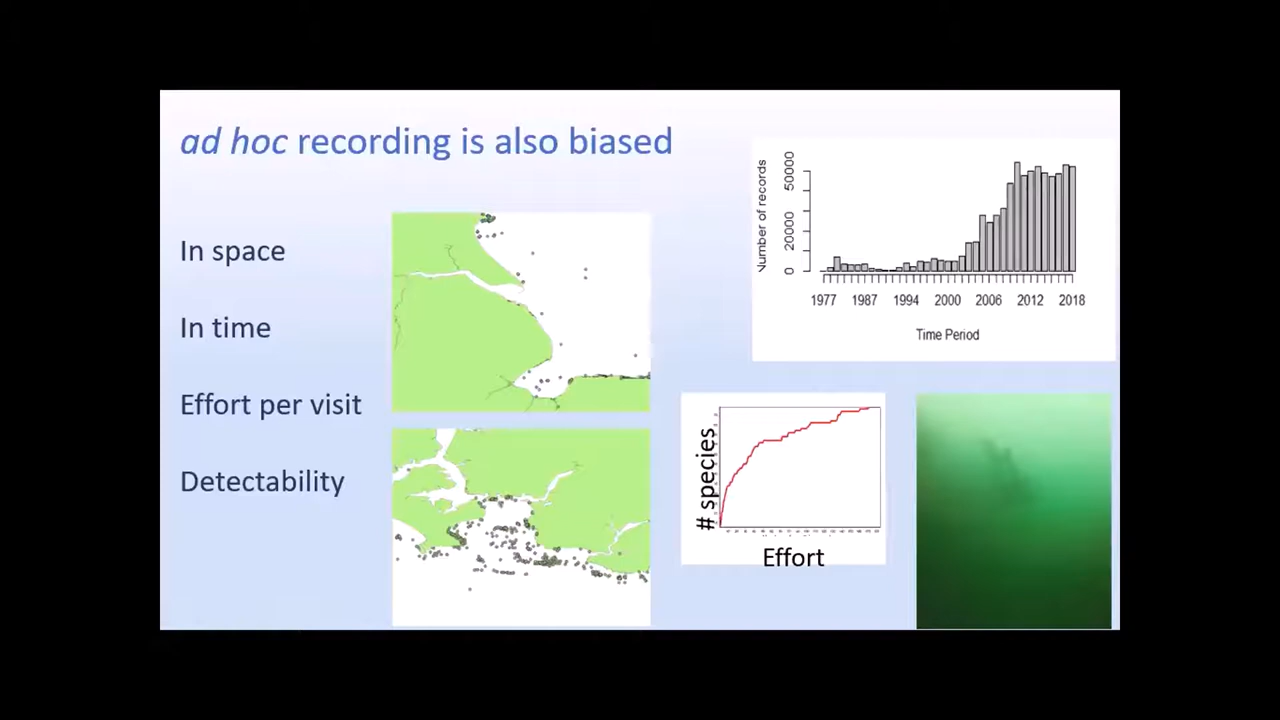 ad hoc recording is also biased
In space
In time
Effort per visit
Detectability
Number of records
50000
20000
0
1977 1987 1994 2000 2006 2012 2018
Time Period
# species
Effort